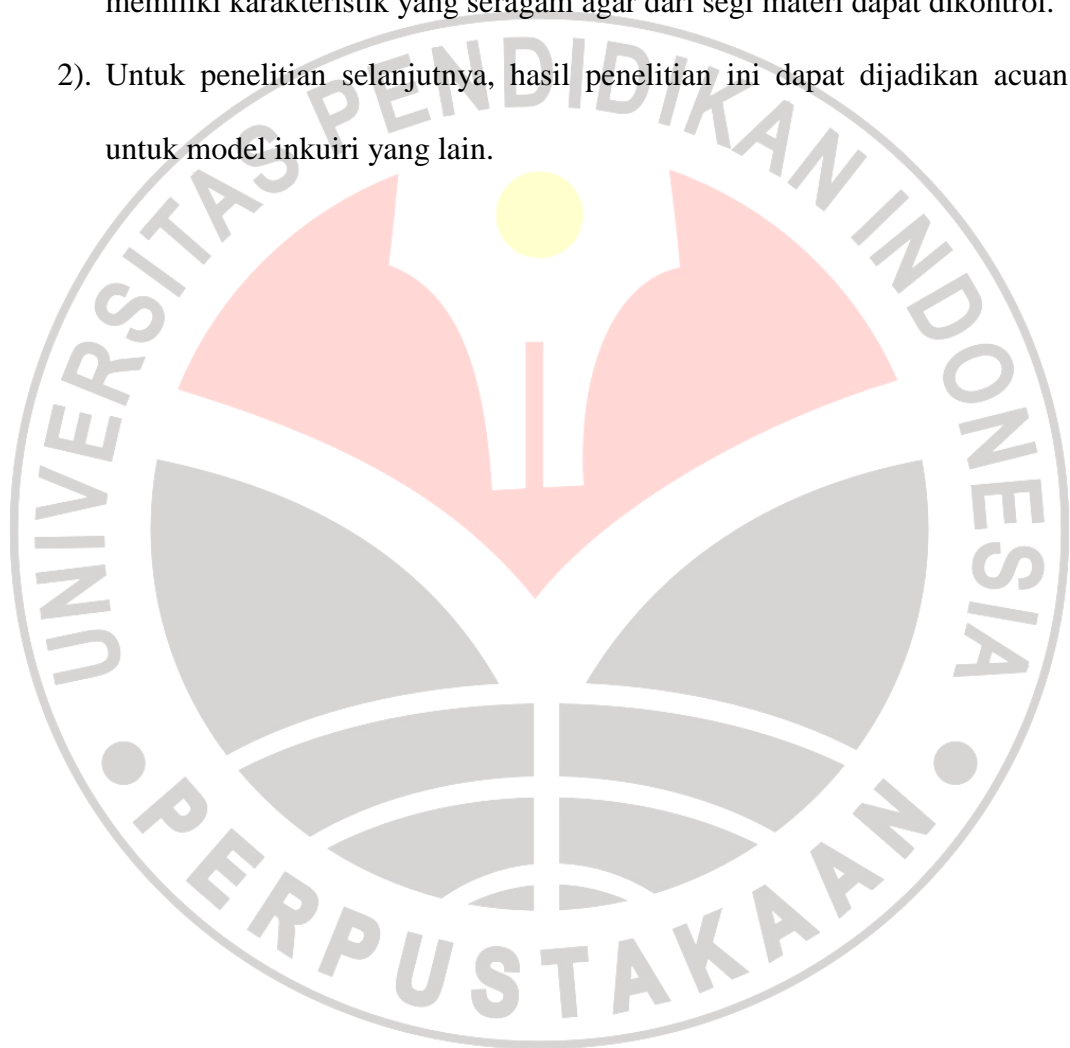 memiliki karakteristik yang seragam agar dari segi materi dapat dikontrol.
2). Untuk penelitian selanjutnya, hasil penelitian ini dapat dijadikan acuan
untuk model inkuiri yang lain.
UNIVERSITAS PENDIDIKAN INDONESIA
PERPUSTAKAAN